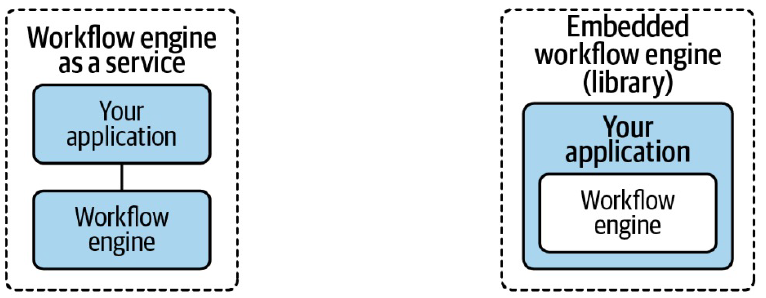 Workflow engine
as a service
Your
application
Workflow
engine
Embedded
workflow engine
(library)
Your
application
Workflow
engine